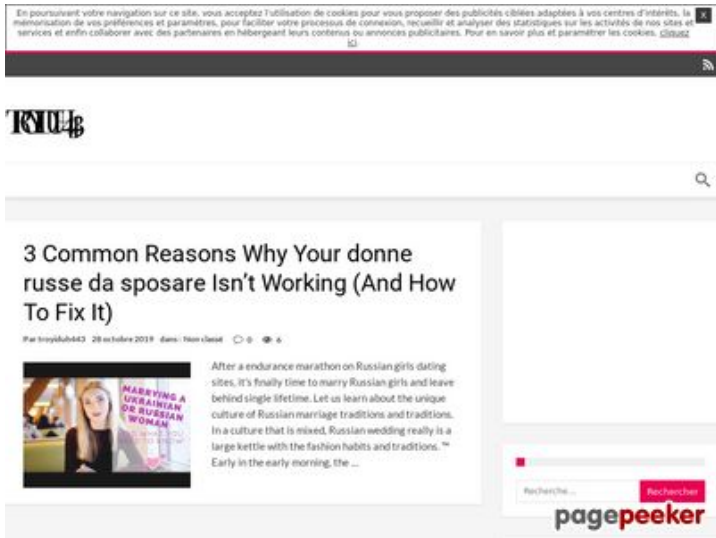 En poursuivant votre navigation sur ce site, vous acceptez l'utilisation de cookies pour vous proposer des publicités ciblées adaptées à vos centres d'intérêts, la
mémorisation de vos préférences et paramètres, pour faciliter votre processus de connexion, recueillir et analyser des statistiques sur les activités de nos sites et
services et enfin collaborer avec des partenaires en hébergeant leurs contenus ou annonces publicitaires. Pour en savoir plus et paramétrer les cookies, cliquez
ici
X
3 Common Reasons Why Your donne
russe da sposare Isn't Working (And How
To Fix It)
Par troyiduh443 28 octobre 2019 dans : Non classé 0 6
MARRYING A
UKRAINIAN
OR RUSSIAN
WOMAN
After a endurance marathon on Russian girls dating
sites, it's finally time to marry Russian girls and leave
behind single lifetime. Let us learn about the unique
culture of Russian marriage traditions and traditions.
In a culture that is mixed, Russian wedding really is a
large kettle with the fashion habits and traditions. ™
Early in the early morning, the ...
Recherche...
Rechercher
pagepeeker